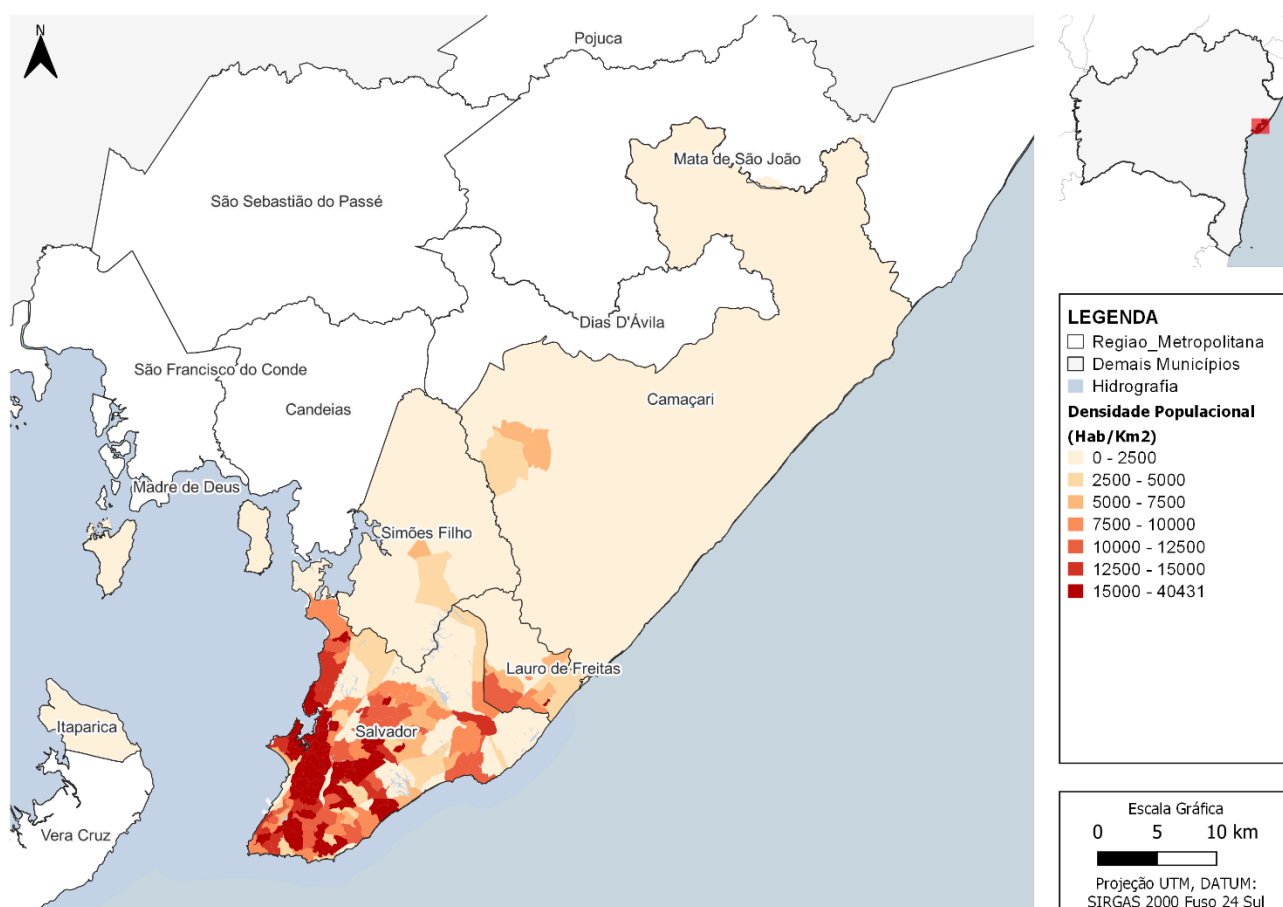 N
Pojuca
Mata de São João
São Sebastião do Passé
Dias D'Ávila
São Francisco do Conde
Candeias
Camaçari
Madre de Deus
Simões Filho
Lauro de Freitas
Itaparica
Salvador
Vera Cruz
LEGENDA
Regiao_Metropolitana
Demais Municípios
Hidrografia
Densidade Populacional
(Hab/Km2)
0 - 2500
2500 - 5000
5000 - 7500
7500 - 10000
10000 - 12500
12500 - 15000
15000 - 40431
Escala Gráfica
0 5 10 km
Projeção UTM, DATUM:
SIRGAS 2000 Fuso 24 Sul